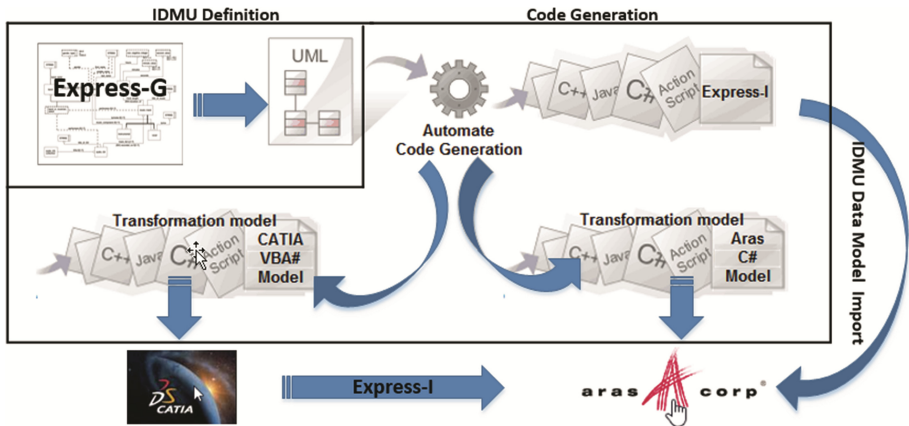 IDMU Definition
Code Generation
Express-G
UML
C++
Java
C#
Action
Script
Express-I
Automate
Code Generation
IDMU Data Model Import
Transformation model
C++
Java
C#
Action
Script
CATIA
VBA#
Model
Transformation model
C++
Java
C#
Action
Script
Aras
C#
Model
DS
CATIA
Express-I
aras
corp®